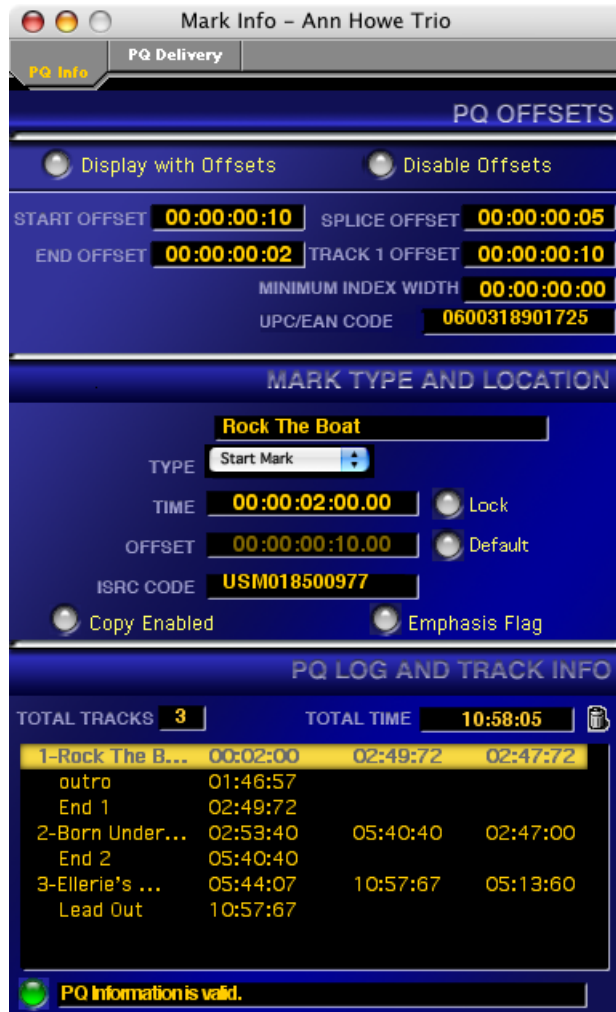 Mark Info – Ann Howe Trio
PQ Info PQ Delivery
PQ OFFSETS
Display with Offsets Disable Offsets
START OFFSET 00:00:00:10 SPLICE OFFSET 00:00:00:05
END OFFSET 00:00:00:02 TRACK 1 OFFSET 00:00:00:10
MINIMUM INDEX WIDTH 00:00:00:00
UPC/EAN CODE 0600318901725
MARK TYPE AND LOCATION
Rock The Boat
TYPE Start Mark
TIME 00:00:02:00.00 Lock
OFFSET 00:00:00:10.00 Default
ISRC CODE USM018500977
Copy Enabled Emphasis Flag
PQ LOG AND TRACK INFO
TOTAL TRACKS 3 TOTAL TIME 10:58:05
1-Rock The B... 00:02:00 02:49:72 02:47:72
outro 01:46:57
End 1 02:49:72
2-Born Under... 02:53:40 05:40:40 02:47:00
End 2 05:40:40
3-Ellerie's ... 05:44:07 10:57:67 05:13:60
Lead Out 10:57:67
PQ Information is valid.